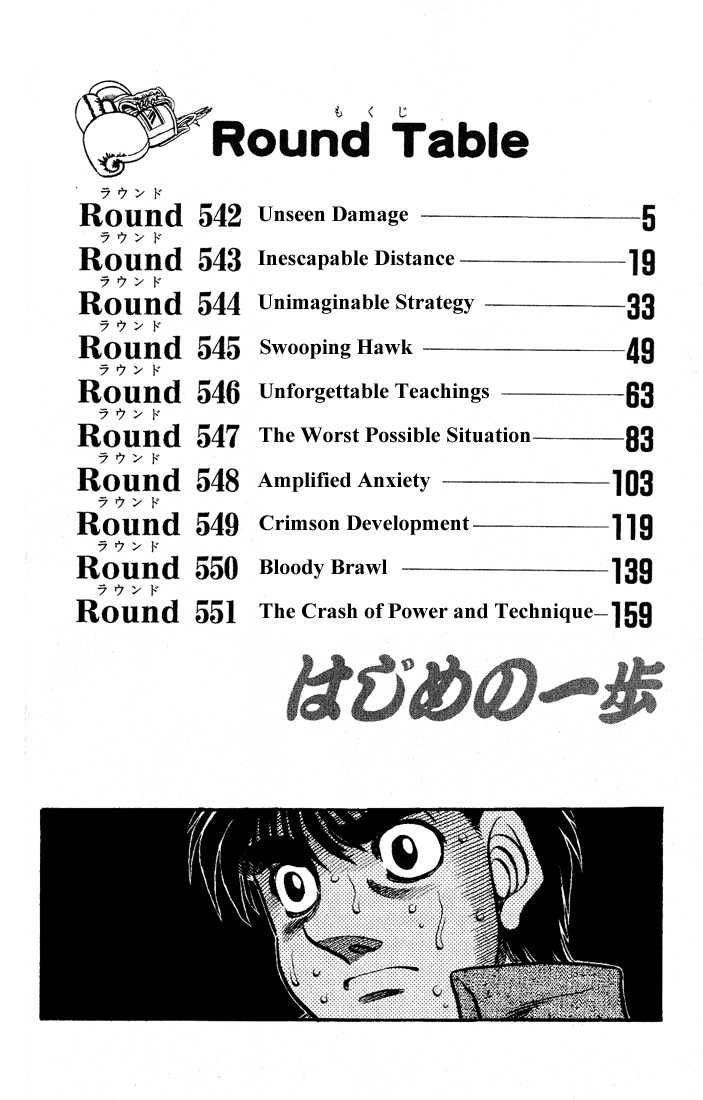 もくじ
Round Table
ラウンド
Round 542 Unseen Damage 5
ラウンド
Round 543 Inescapable Distance 19
ラウンド
Round 544 Unimaginable Strategy 33
ラウンド
Round 545 Swooping Hawk 49
ラウンド
Round 546 Unforgettable Teachings 63
ラウンド
Round 547 The Worst Possible Situation 83
ラウンド
Round 548 Amplified Anxiety 103
ラウンド
Round 549 Crimson Development 119
ラウンド
Round 550 Bloody Brawl 139
ラウンド
Round 551 The Crash of Power and Technique 159
はじめの一歩